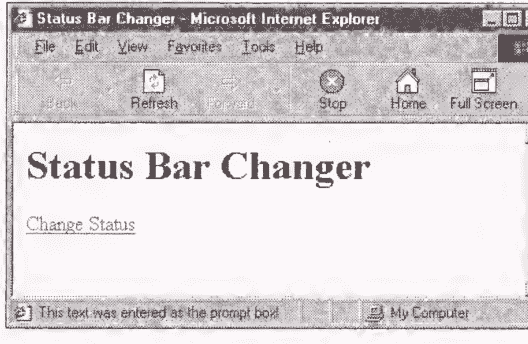 Status Bar Changer - Microsoft Internet Explorer
File Edit View Favorites Tools Help
Back Refresh Forward Stop Home Full Screen
Status Bar Changer
Change Status
This text was entered as the prompt box! My Computer